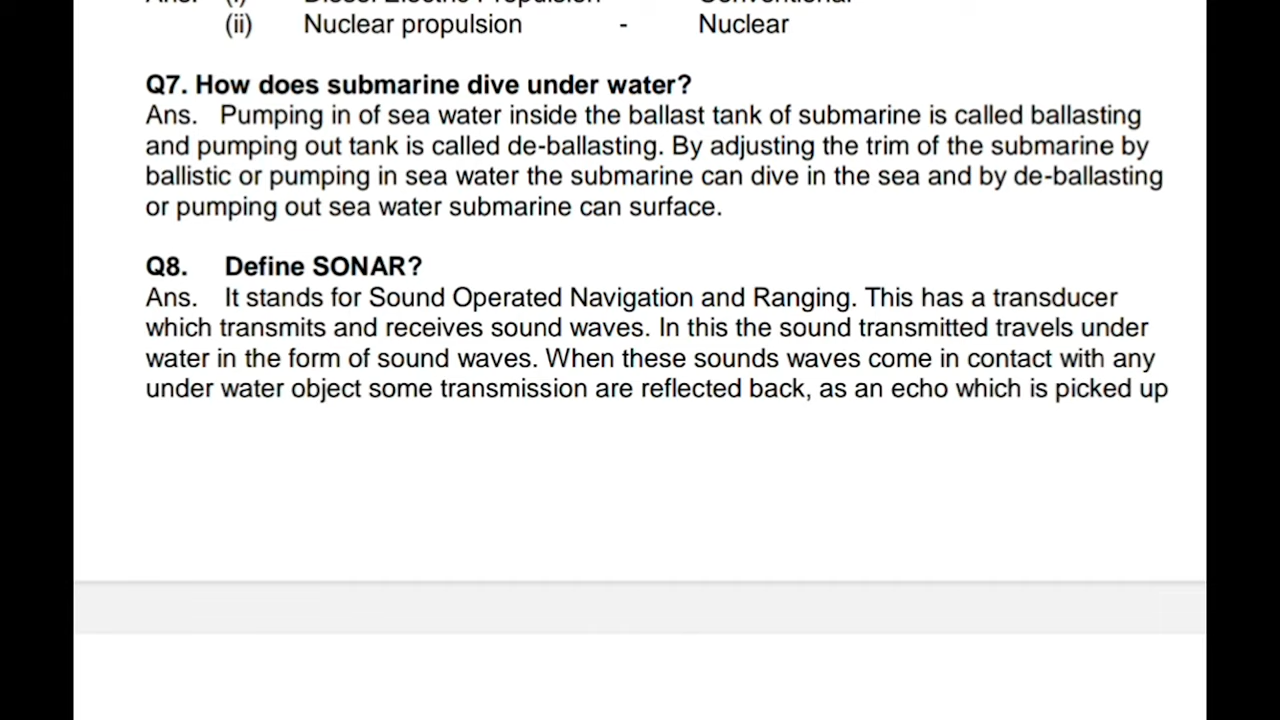 (ii) Nuclear propulsion - Nuclear
Q7. How does submarine dive under water?
Ans. Pumping in of sea water inside the ballast tank of submarine is called ballasting
and pumping out tank is called de-ballasting. By adjusting the trim of the submarine by
ballistic or pumping in sea water the submarine can dive in the sea and by de-ballasting
or pumping out sea water submarine can surface.
Q8. Define SONAR?
Ans. It stands for Sound Operated Navigation and Ranging. This has a transducer
which transmits and receives sound waves. In this the sound transmitted travels under
water in the form of sound waves. When these sounds waves come in contact with any
under water object some transmission are reflected back, as an echo which is picked up